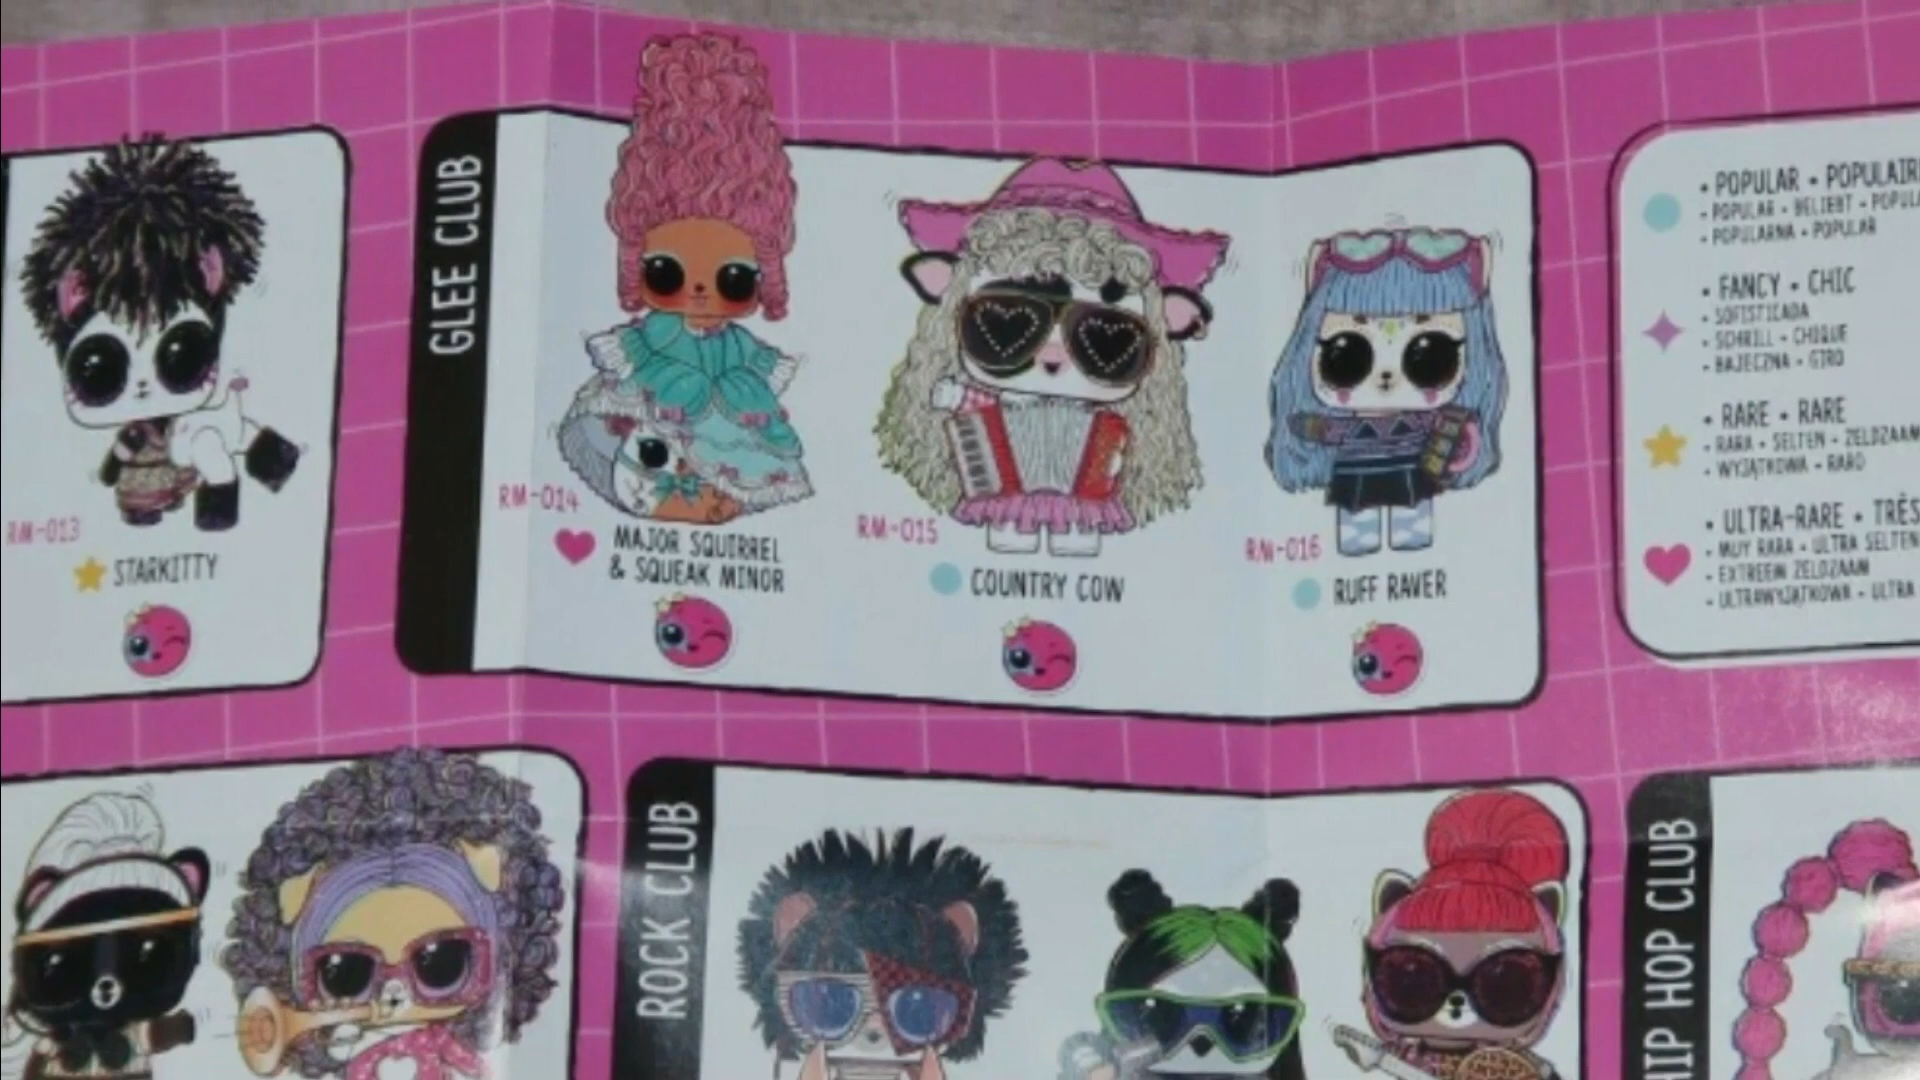 RM-013
STARKITTY
GLEE CLUB
RM-014
MAJOR SQUIRREL
& SQUEAK MINOR
RM-015
COUNTRY COW
RM-016
RUFF RAVER
• POPULAR • POPULAIR
• POPULAR • BELIEBT • POPULA
• POPULARNA • POPULAR
• FANCY • CHIC
• SOFISTICADA
• SCHRILL • CHIQUE
• BAJECZNA • GIRO
• RARE • RARE
• RARA • SELTEN • ZELDZAAM
• WYJĄTKOWA • RARO
• ULTRA-RARE • TRÈS
• MUY RARA • ULTRA SELTEN
• EXTREEM ZELDZAAM
• ULTRAWYJĄTKOWA • ULTRA
ROCK CLUB
HIP HOP CLUB